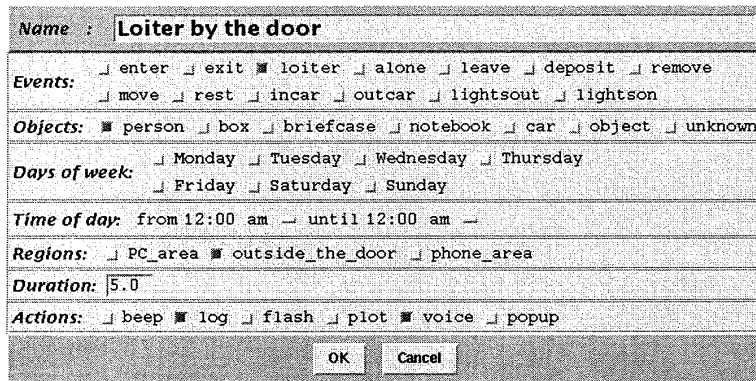 Name : Loiter by the door
Events: enter exit loiter alone leave deposit remove
move rest incar outcar lightsout lightson
Objects: person box briefcase notebook car object unknown
Days of week: Monday Tuesday Wednesday Thursday
Friday Saturday Sunday
Time of day: from 12:00 am until 12:00 am
Regions: PC_area outside_the_door phone_area
Duration: 5.0
Actions: beep log flash plot voice popup
OK Cancel